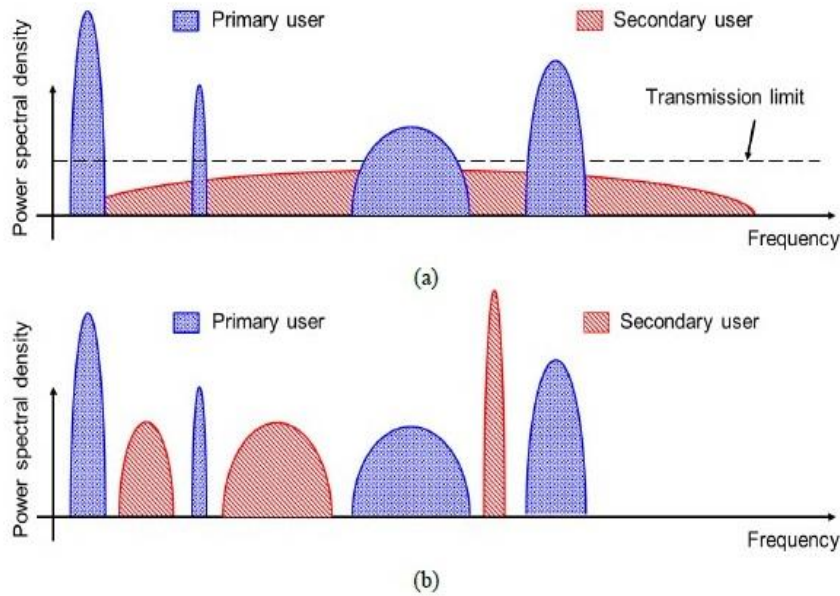 Primary user
Secondary user
Power spectral density
Transmission limit
Frequency
(a)
Primary user
Secondary user
Power spectral density
Frequency
(b)